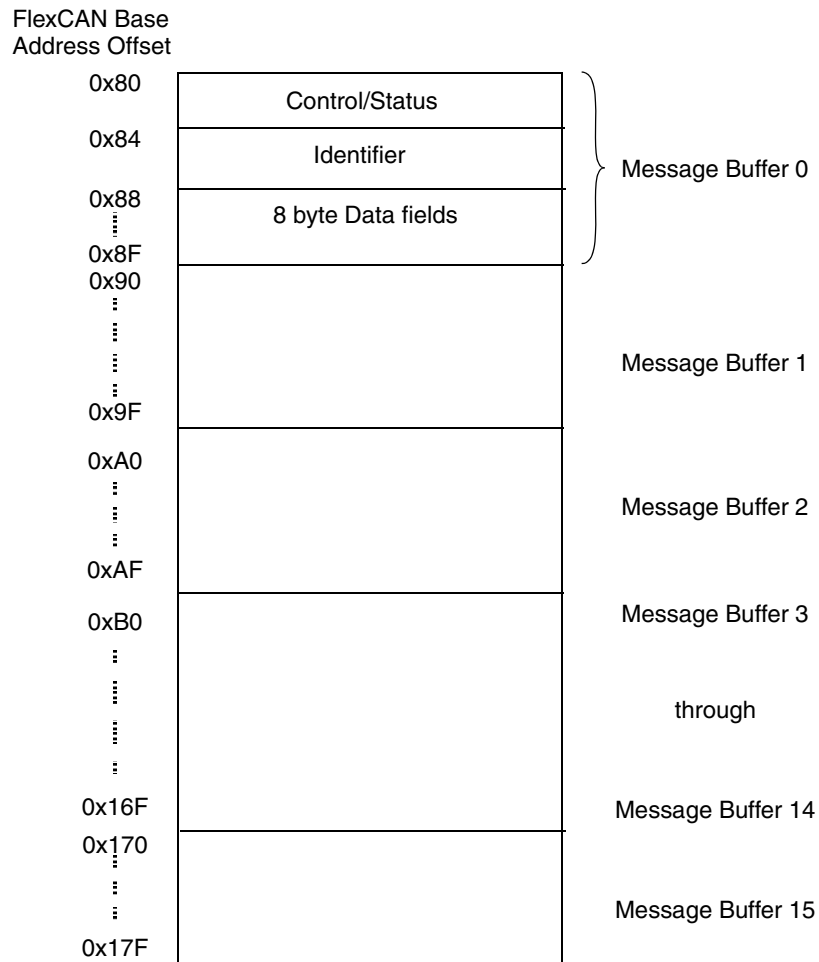 FlexCAN Base
Address Offset
0x80
Control/Status
0x84
Identifier
Message Buffer 0
0x88
8 byte Data fields
0x8F
0x90
Message Buffer 1
0x9F
0xA0
Message Buffer 2
0xAF
0xB0
Message Buffer 3
through
0x16F
Message Buffer 14
0x170
Message Buffer 15
0x17F